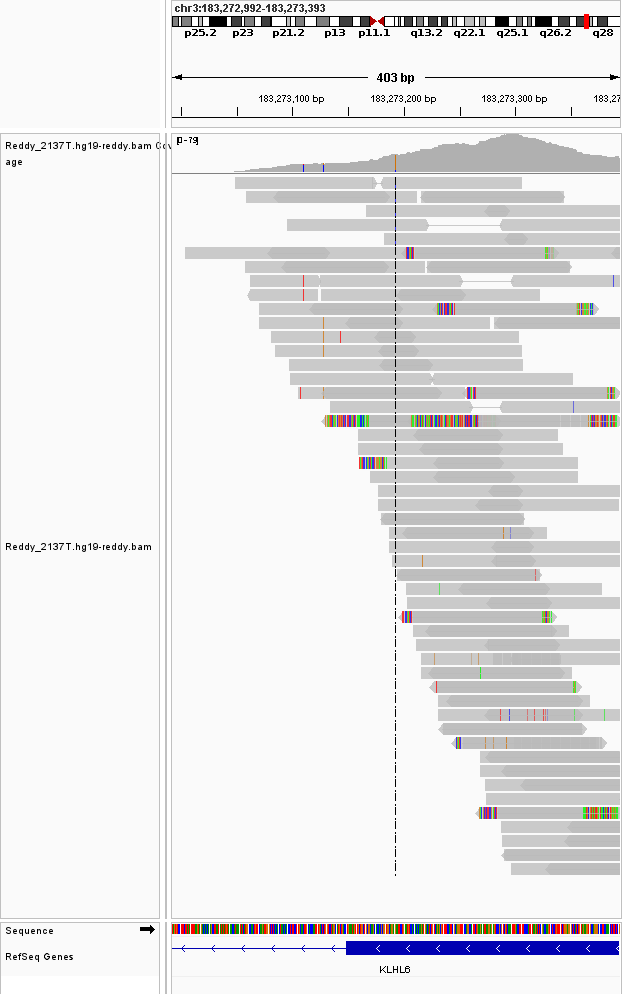 chr3:183,272,992-183,273,393
p25.2 p23 p21.2 p13 p11.1 q13.2 q22.1 q25.1 q26.2 q28
403 bp
183,273,100 bp 183,273,200 bp 183,273,300 bp 183,27
Reddy_2137T.hg19-reddy.bam Cov
age
[0-79]
Reddy_2137T.hg19-reddy.bam
Sequence
RefSeq Genes
KLHL6